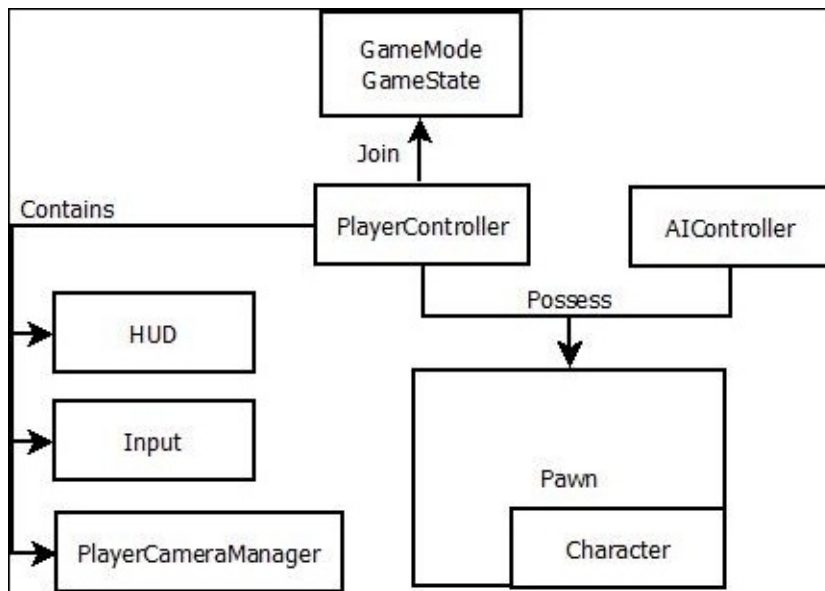 GameMode
GameState
Join
Contains
PlayerController
AIController
Possess
HUD
Input
Pawn
PlayerCameraManager
Character